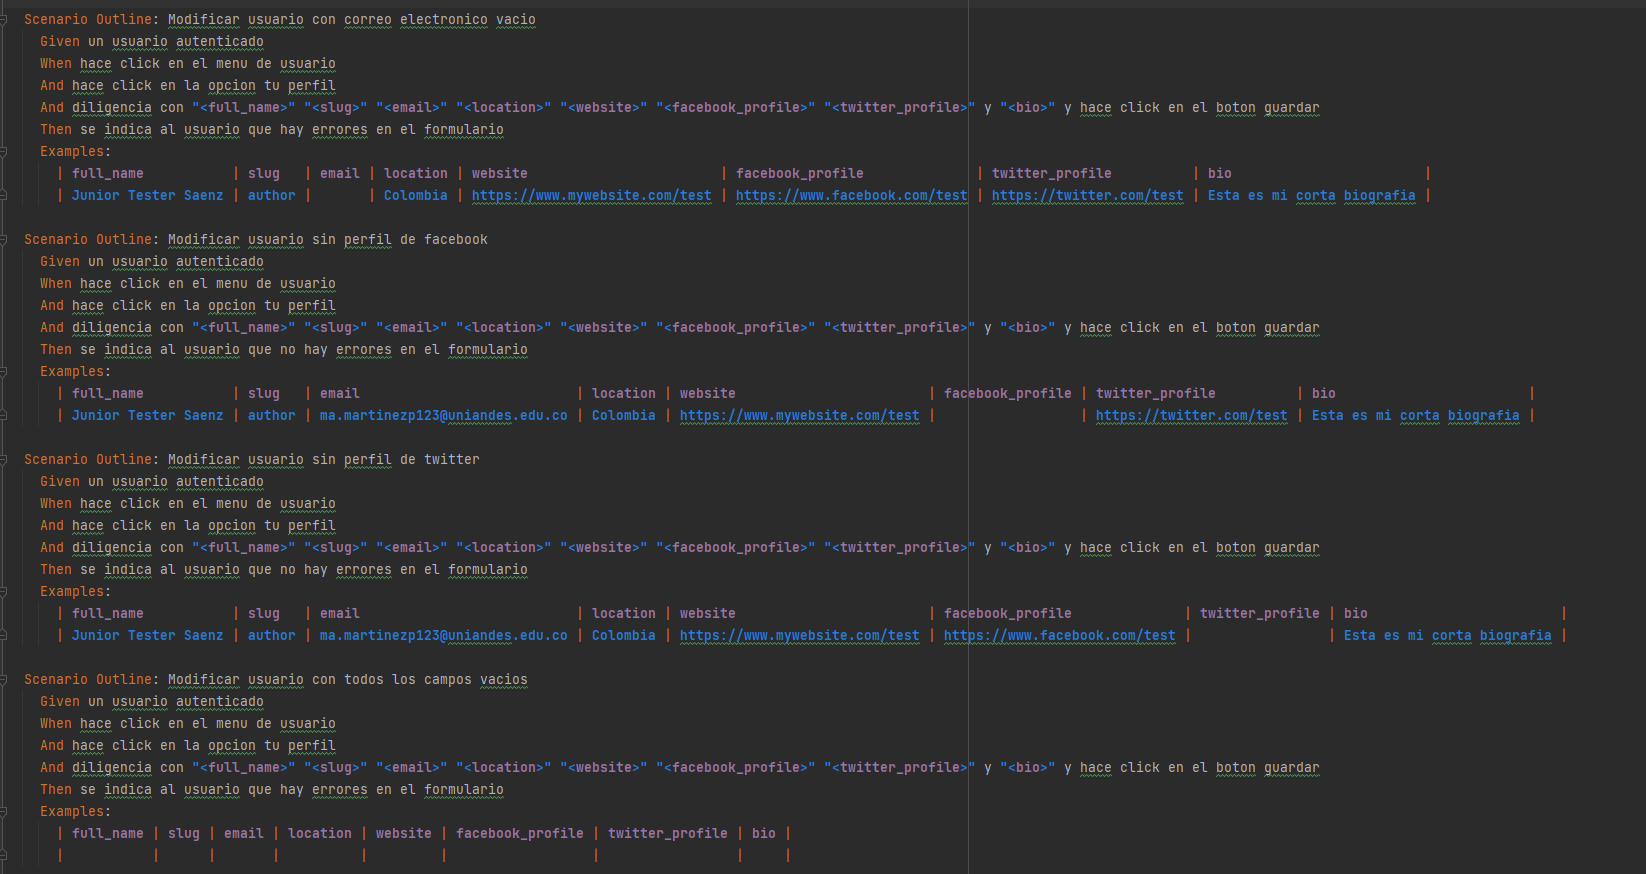 Scenario Outline: Modificar usuario con correo electronico vacio
Given un usuario autenticado
When hace click en el menu de usuario
And hace click en la opcion tu perfil
And diligencia con "<full_name>" "<slug>" "<email>" "<location>" "<website>" "<facebook_profile>" "<twitter_profile>" y "<bio>" y hace click en el boton guardar
Then se indica al usuario que hay errores en el formulario
Examples:
| full_name | slug | email | location | website | facebook_profile | twitter_profile | bio |
| Junior Tester Saenz | author | | Colombia | https://www.mywebsite.com/test | https://www.facebook.com/test | https://twitter.com/test | Esta es mi corta biografia |
Scenario Outline: Modificar usuario sin perfil de facebook
Given un usuario autenticado
When hace click en el menu de usuario
And hace click en la opcion tu perfil
And diligencia con "<full_name>" "<slug>" "<email>" "<location>" "<website>" "<facebook_profile>" "<twitter_profile>" y "<bio>" y hace click en el boton guardar
Then se indica al usuario que no hay errores en el formulario
Examples:
| full_name | slug | email | location | website | facebook_profile | twitter_profile | bio |
| Junior Tester Saenz | author | ma.martinezp123@uniandes.edu.co | Colombia | https://www.mywebsite.com/test | | https://twitter.com/test | Esta es mi corta biografia |
Scenario Outline: Modificar usuario sin perfil de twitter
Given un usuario autenticado
When hace click en el menu de usuario
And hace click en la opcion tu perfil
And diligencia con "<full_name>" "<slug>" "<email>" "<location>" "<website>" "<facebook_profile>" "<twitter_profile>" y "<bio>" y hace click en el boton guardar
Then se indica al usuario que no hay errores en el formulario
Examples:
| full_name | slug | email | location | website | facebook_profile | twitter_profile | bio |
| Junior Tester Saenz | author | ma.martinezp123@uniandes.edu.co | Colombia | https://www.mywebsite.com/test | https://www.facebook.com/test | | Esta es mi corta biografia |
Scenario Outline: Modificar usuario con todos los campos vacios
Given un usuario autenticado
When hace click en el menu de usuario
And hace click en la opcion tu perfil
And diligencia con "<full_name>" "<slug>" "<email>" "<location>" "<website>" "<facebook_profile>" "<twitter_profile>" y "<bio>" y hace click en el boton guardar
Then se indica al usuario que hay errores en el formulario
Examples:
| full_name | slug | email | location | website | facebook_profile | twitter_profile | bio |
| | | | | | | | |